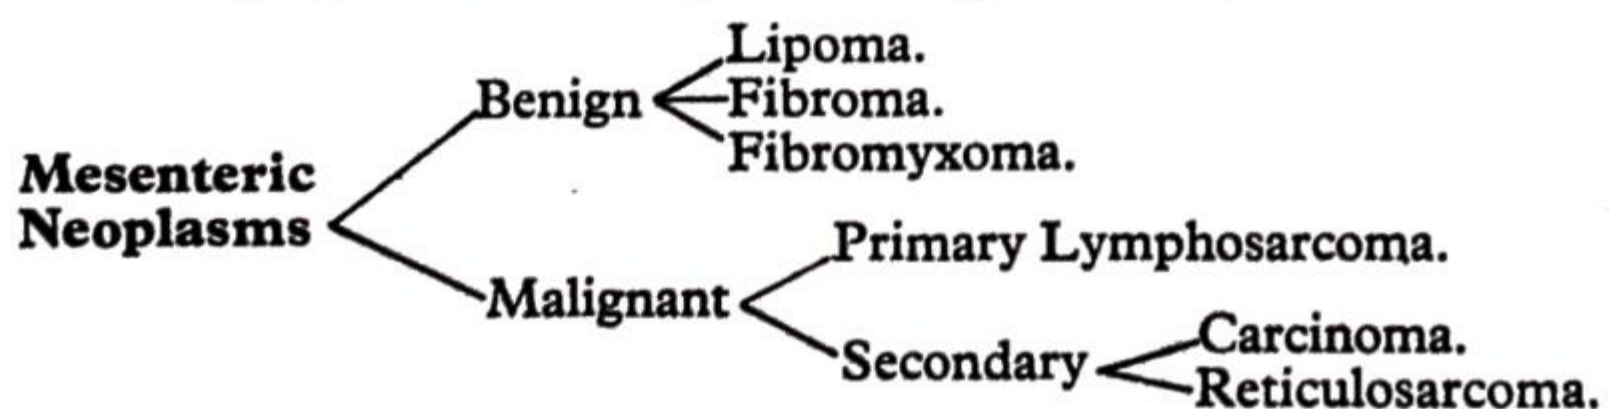 Lipoma.
Benign
Fibroma.
Fibromyxoma.
Mesenteric
Neoplasms
Primary Lymphosarcoma.
Malignant
Carcinoma.
Secondary
Reticulosarcoma.